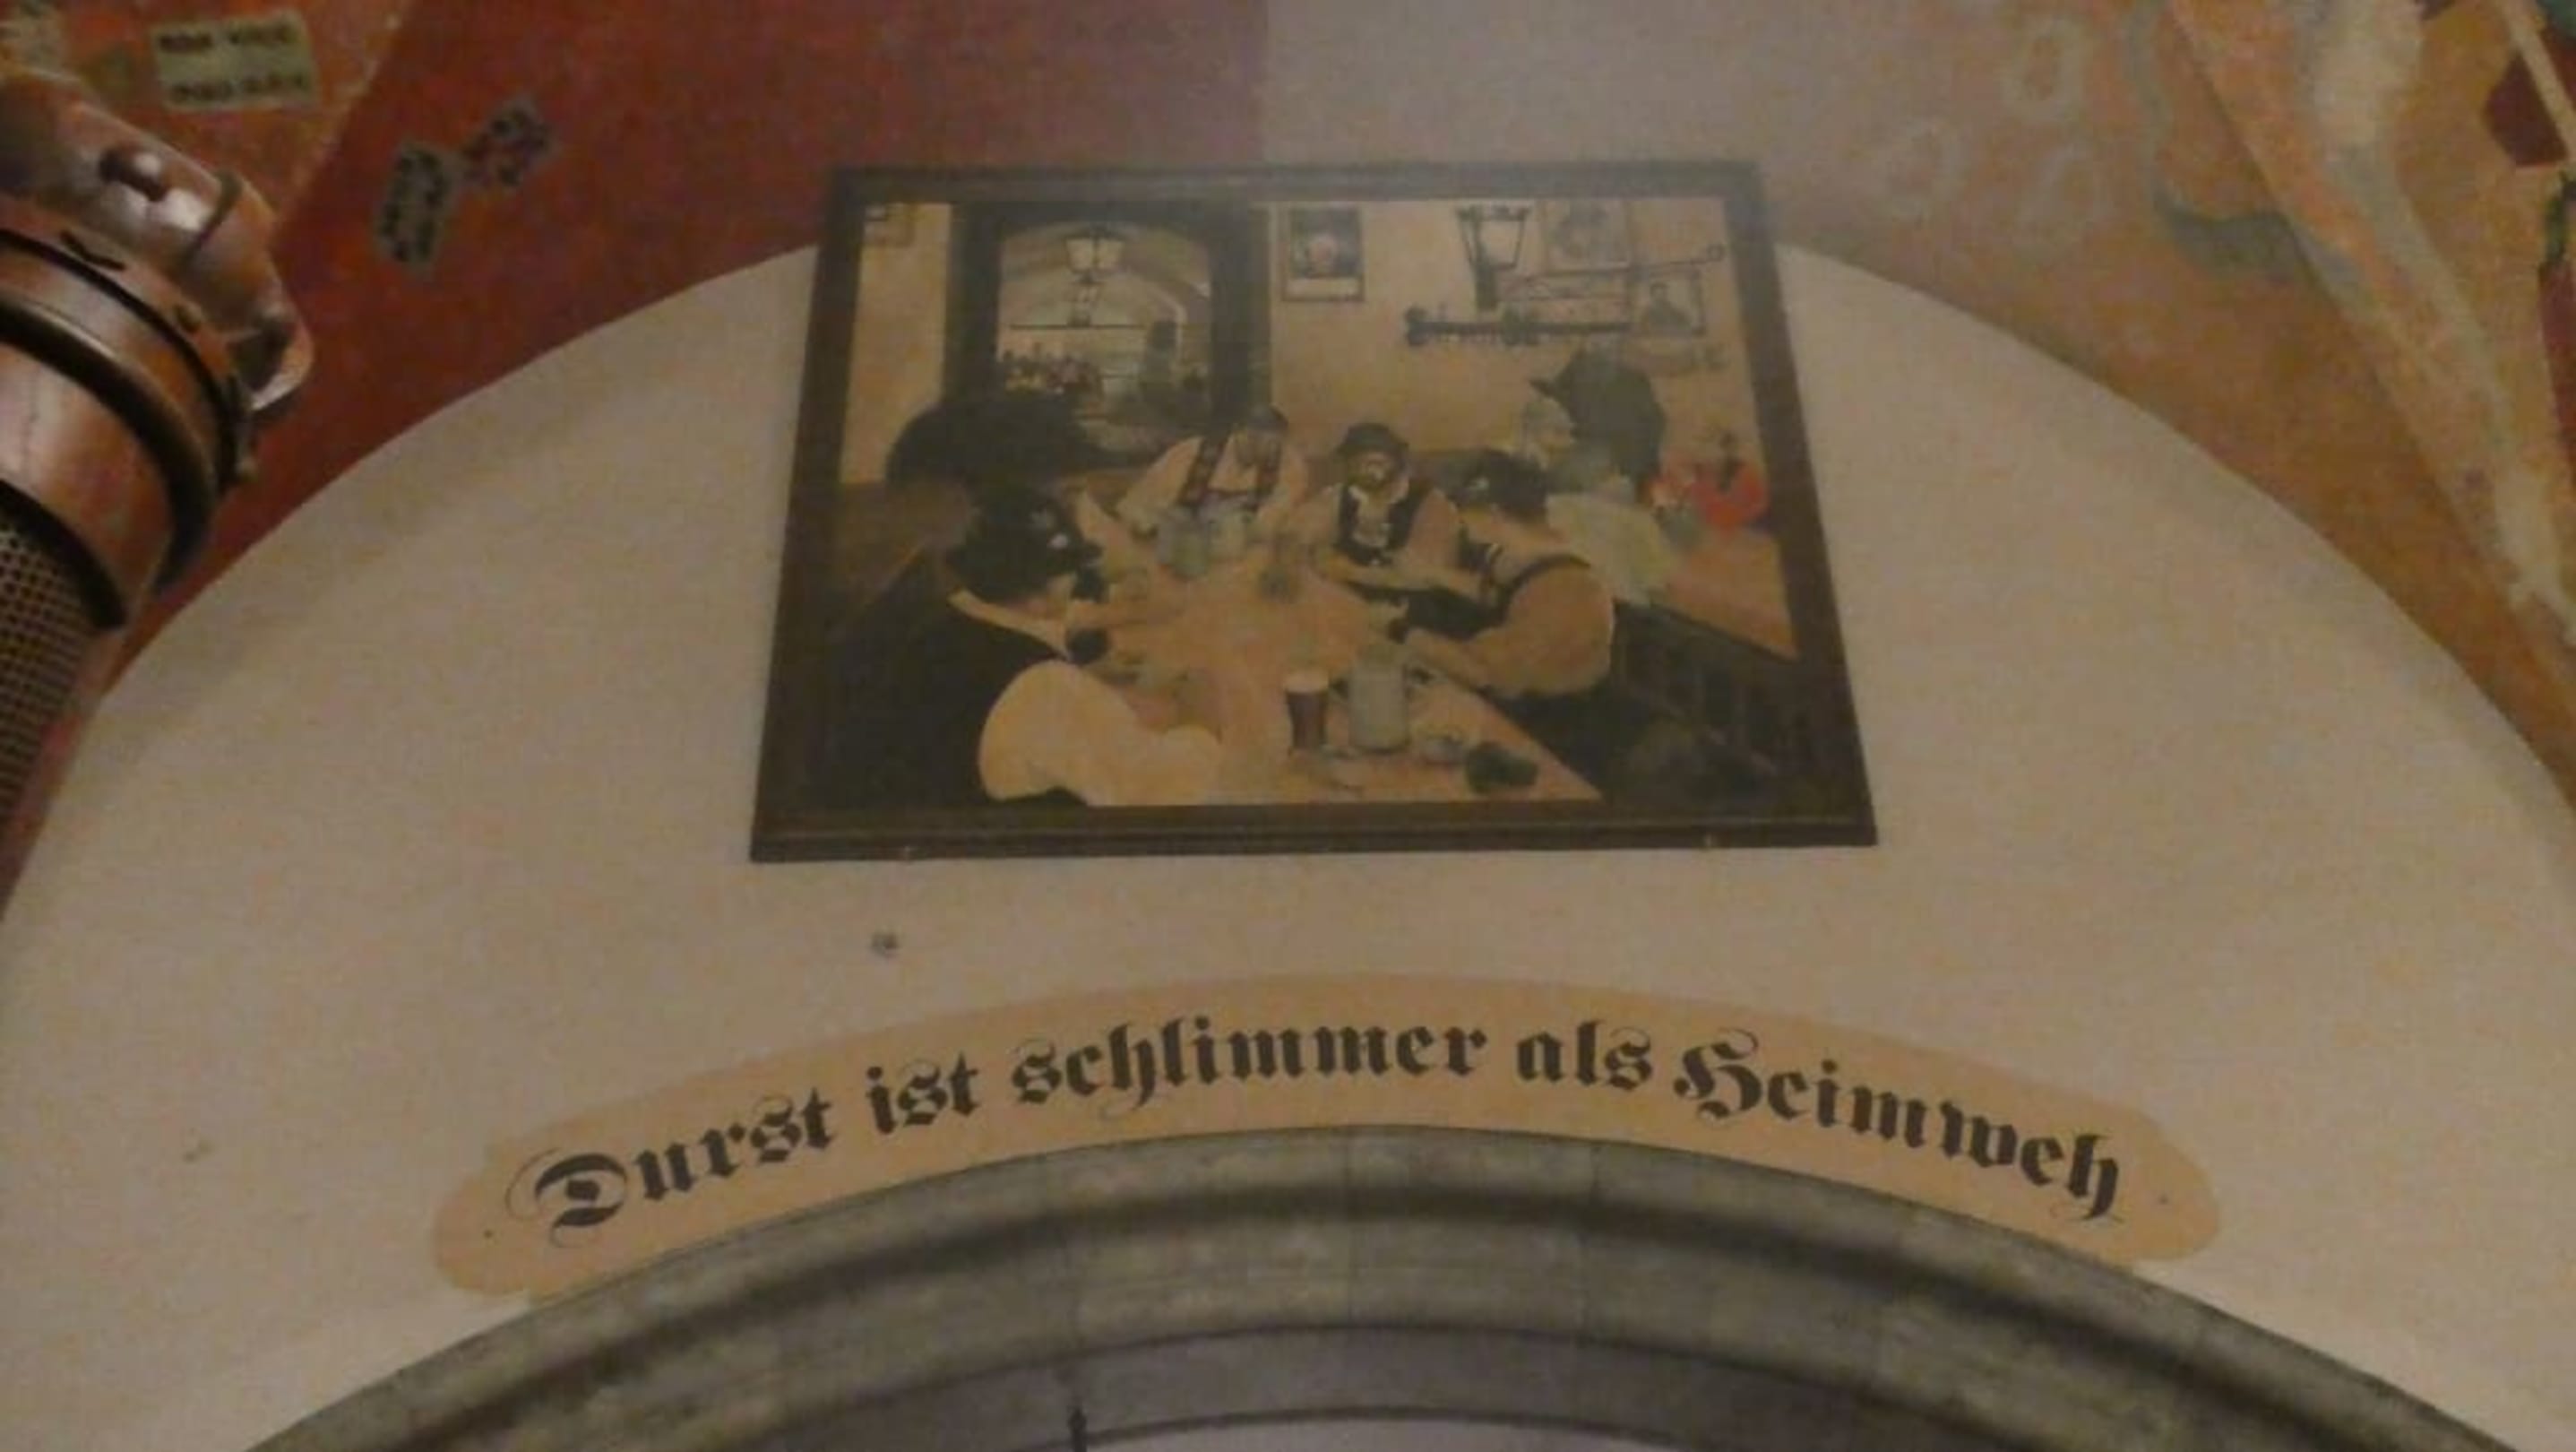 Durst ist schlimmer als Heimweh